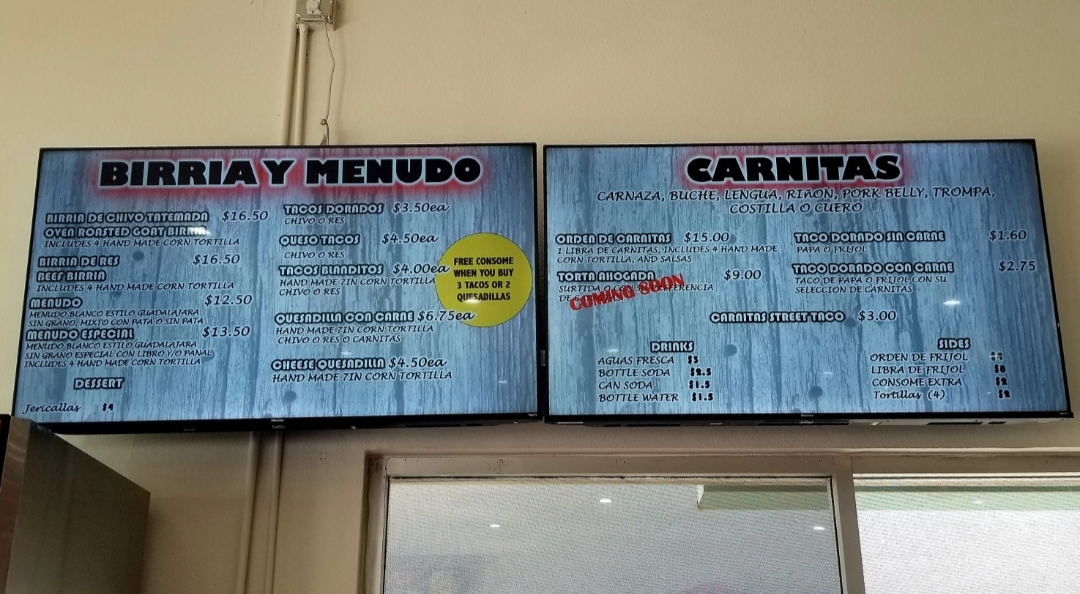 BIRRIA Y MENUDO
BIRRIA DE CHIVO TATEMADA $16.50
OVEN ROASTED GOAT BIRRIA
INCLUDES 4 HAND MADE CORN TORTILLA
BIRRIA DE RES $16.50
BEEF BIRRIA
INCLUDES 4 HAND MADE CORN TORTILLA
MENUDO $12.50
MENUDO BLANCO ESTILO GUADALAJARA
SIN GRANO, MIXTO CON PATA O SIN PATA
MENUDO ESPECIAL $13.50
MENUDO BLANCO ESTILO GUADALAJARA
SIN GRANO ESPECIAL CON LIBRO Y/O PANAL
INCLUDES 4 HAND MADE CORN TORTILLA
DESSERT
Jericallas $4
TACOS DORADOS $3.50ea
CHIVO O RES
QUESO TACOS $4.50ea
CHIVO O RES
TACOS BLANDITOS $4.00ea
HAND MADE 7IN CORN TORTILLA
CHIVO O RES
QUESADILLA CON CARNE $6.75ea
HAND MADE 7IN CORN TORTILLA
CHIVO O RES O CARNITAS
CHEESE QUESADILLA $4.50ea
HAND MADE 7IN CORN TORTILLA
FREE CONSOME
WHEN YOU BUY
3 TACOS OR 2
QUESADILLAS
CARNITAS
CARNAZA, BUCHE, LENGUA, RIÑON, PORK BELLY, TROMPA,
COSTILLA O CUERO
ORDEN DE CARNITAS $15.00
1 LIBRA DE CARNITAS, INCLUDES 4 HAND MADE
CORN TORTILLA, AND SALSAS
TORTA AHOGADA $9.00
SURTIDA O
COMING SOON
TACO DORADO SIN CARNE $1.60
PAPA O FRIJOL
TACO DORADO CON CARNE $2.75
TACO DE PAPA O FRIJOL CON SU
SELECCION DE CARNITAS
CARNITAS STREET TACO $3.00
DRINKS
AGUAS FRESCA $3
BOTTLE SODA $2.5
CAN SODA $1.5
BOTTLE WATER $1.5
SIDES
ORDEN DE FRIJOL
LIBRA DE FRIJOL $8
CONSOME EXTRA $2
Tortillas (4) $2